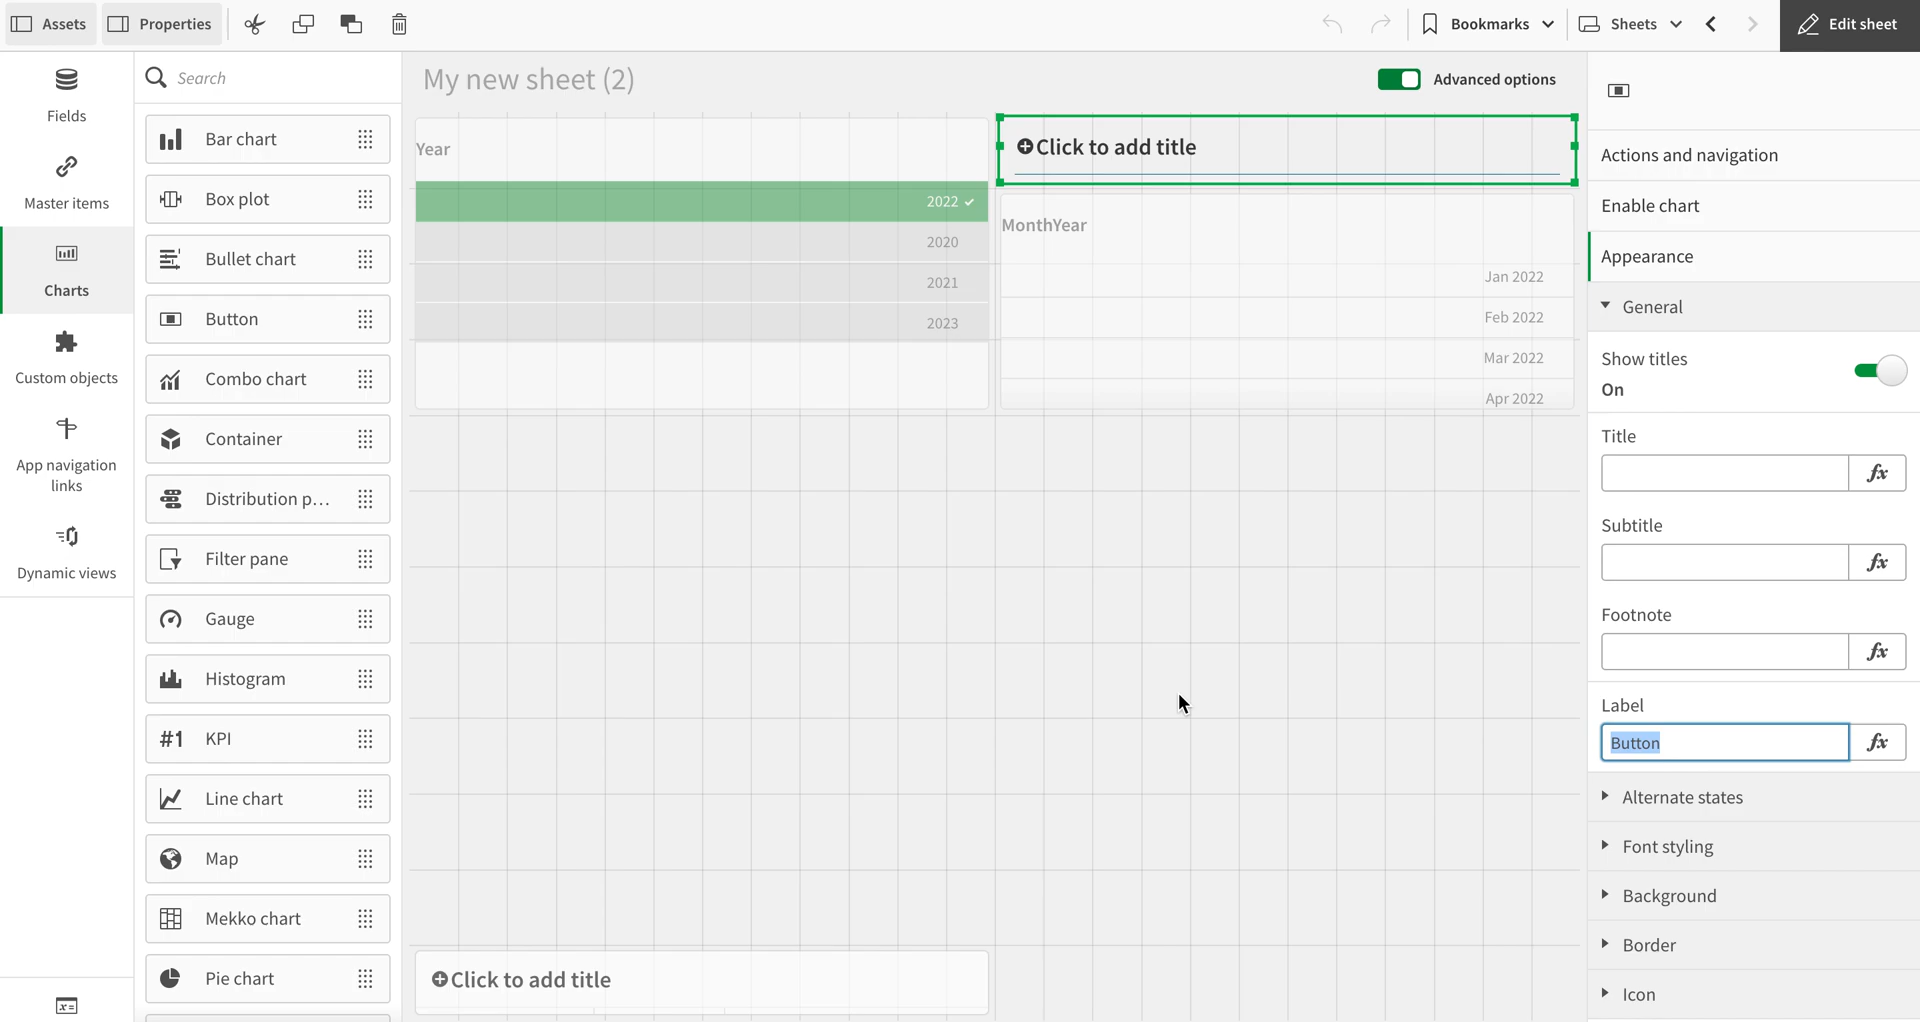 Assets
Properties
Bookmarks
Sheets
Edit sheet
Fields
Master items
Charts
Custom objects
App navigation
links
Dynamic views
Search
Bar chart
Box plot
Bullet chart
Button
Combo chart
Container
Distribution p...
Filter pane
Gauge
Histogram
#1 KPI
Line chart
Map
Mekko chart
Pie chart
My new sheet (2)
Advanced options
Year
2022
2020
2021
2023
Click to add title
MonthYear
Jan 2022
Feb 2022
Mar 2022
Apr 2022
Click to add title
Actions and navigation
Enable chart
Appearance
General
Show titles
On
Title
fx
Subtitle
fx
Footnote
fx
Label
Button
fx
Alternate states
Font styling
Background
Border
Icon
x=